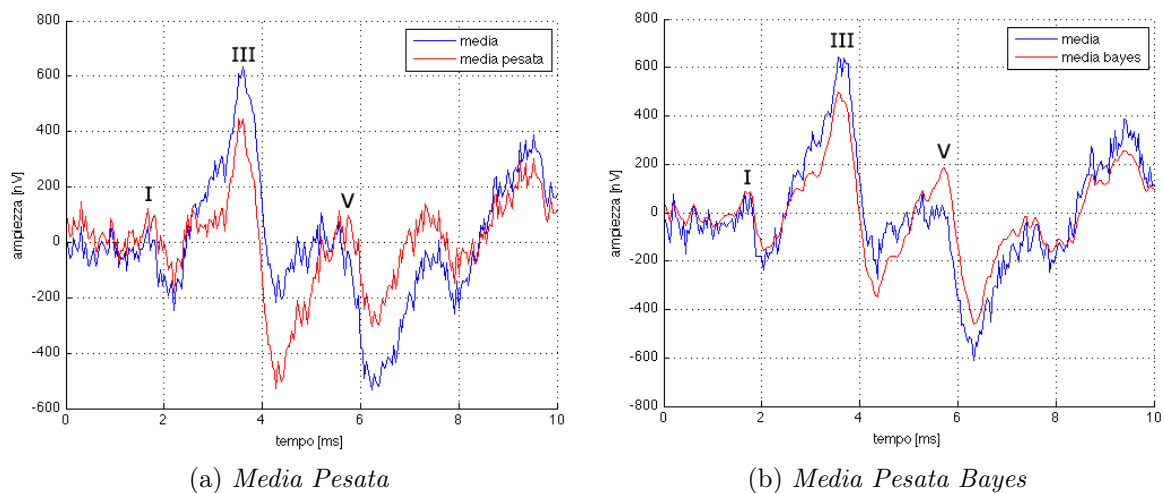 800
600
400
200
0
-200
-400
-600
0 2 4 6 8 10
ampiezza [nV]
tempo [ms]
I III V
media
media pesata
(a) Media Pesata
800
600
400
200
0
-200
-400
-600
-800
0 2 4 6 8 10
ampiezza [nV]
tempo [ms]
I III V
media
media bayes
(b) Media Pesata Bayes